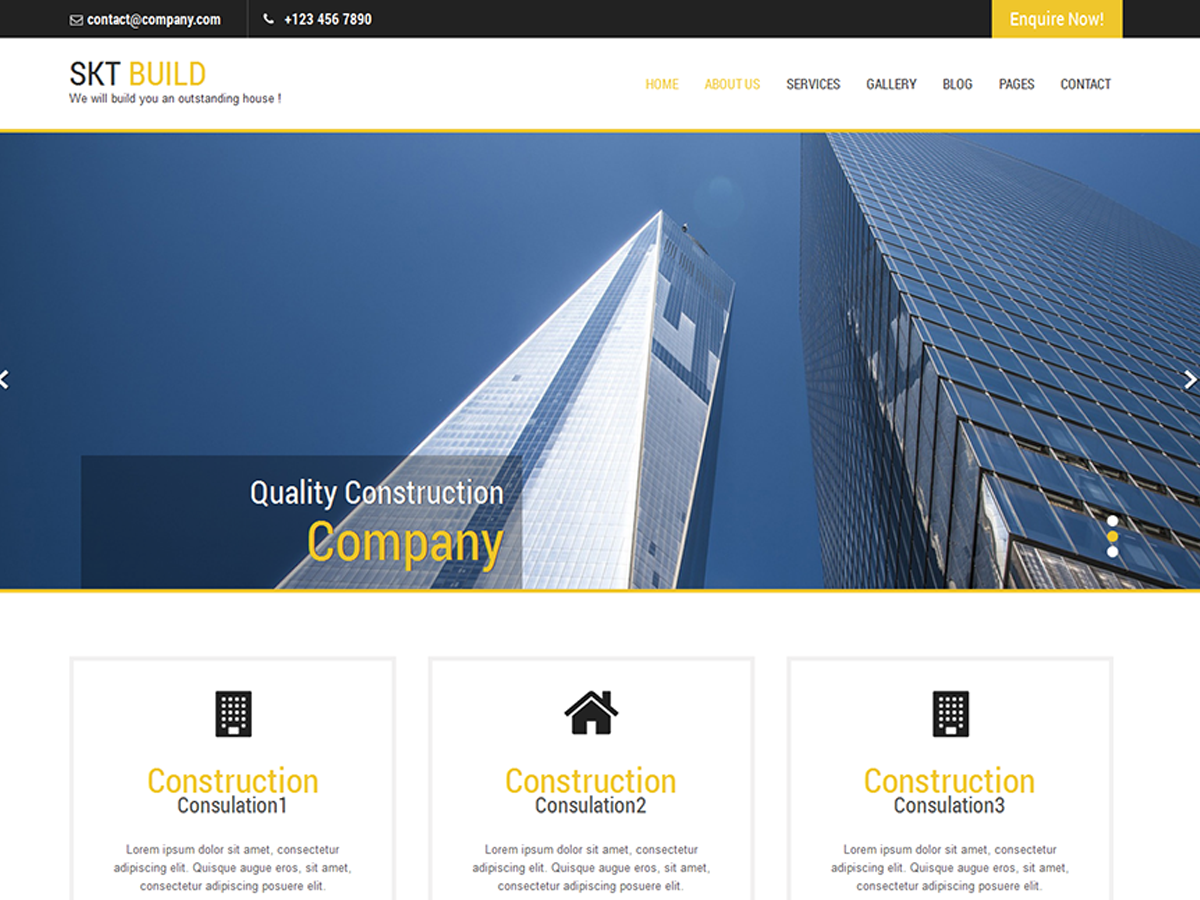 contact@company.com +123 456 7890 Enquire Now!
SKT BUILD
We will build you an outstanding house !
HOME ABOUT US SERVICES GALLERY BLOG PAGES CONTACT
Quality Construction
Company
Construction
Consulation1
Lorem ipsum dolor sit amet, consectetur
adipiscing elit. Quisque augue eros, sit amet,
consectetur adipiscing posuere elit.
Construction
Consulation2
Lorem ipsum dolor sit amet, consectetur
adipiscing elit. Quisque augue eros, sit amet,
consectetur adipiscing posuere elit.
Construction
Consulation3
Lorem ipsum dolor sit amet, consectetur
adipiscing elit. Quisque augue eros, sit amet,
consectetur adipiscing posuere elit.